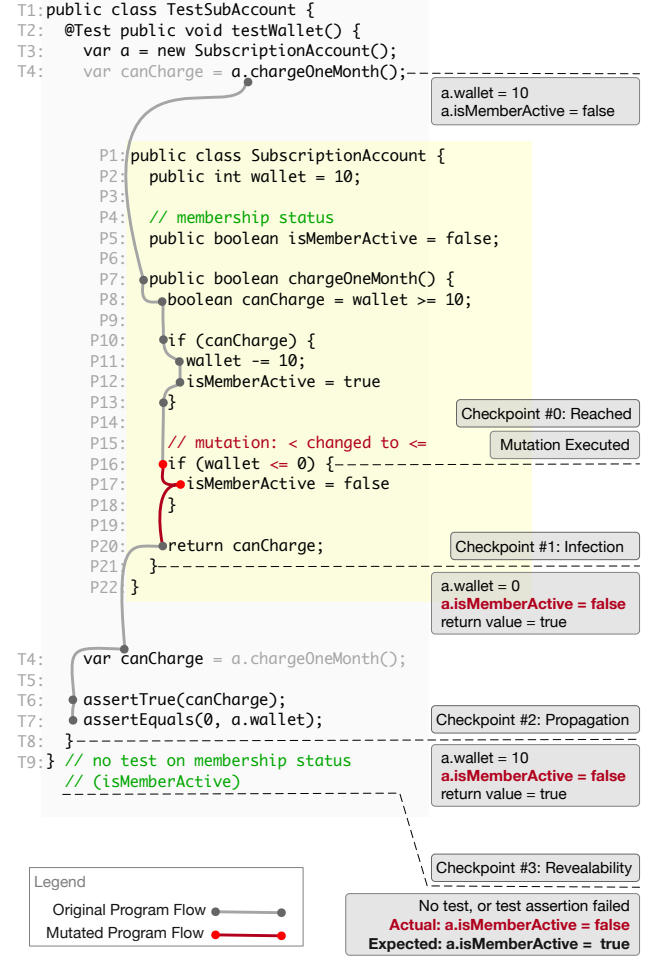 T1: public class TestSubAccount {
T2: @Test public void testWallet() {
T3: var a = new SubscriptionAccount();
T4: var canCharge = a.chargeOneMonth();
a.wallet = 10
a.isMemberActive = false
P1: public class SubscriptionAccount {
P2: public int wallet = 10;
P3:
P4: // membership status
P5: public boolean isMemberActive = false;
P6:
P7: public boolean chargeOneMonth() {
P8: boolean canCharge = wallet >= 10;
P9:
P10: if (canCharge) {
P11: wallet -= 10;
P12: isMemberActive = true
P13: }
Checkpoint #0: Reached
P14:
P15: // mutation: < changed to <=
Mutation Executed
P16: if (wallet <= 0) {
P17: isMemberActive = false
P18: }
P19:
P20: return canCharge;
Checkpoint #1: Infection
P21: }
P22: }
a.wallet = 0
a.isMemberActive = false
return value = true
T4: var canCharge = a.chargeOneMonth();
T5:
T6: assertTrue(canCharge);
T7: assertEquals(0, a.wallet);
Checkpoint #2: Propagation
T8: }
T9: } // no test on membership status
// (isMemberActive)
a.wallet = 10
a.isMemberActive = false
return value = true
Checkpoint #3: Revealability
Legend
Original Program Flow
Mutated Program Flow
No test, or test assertion failed
Actual: a.isMemberActive = false
Expected: a.isMemberActive = true